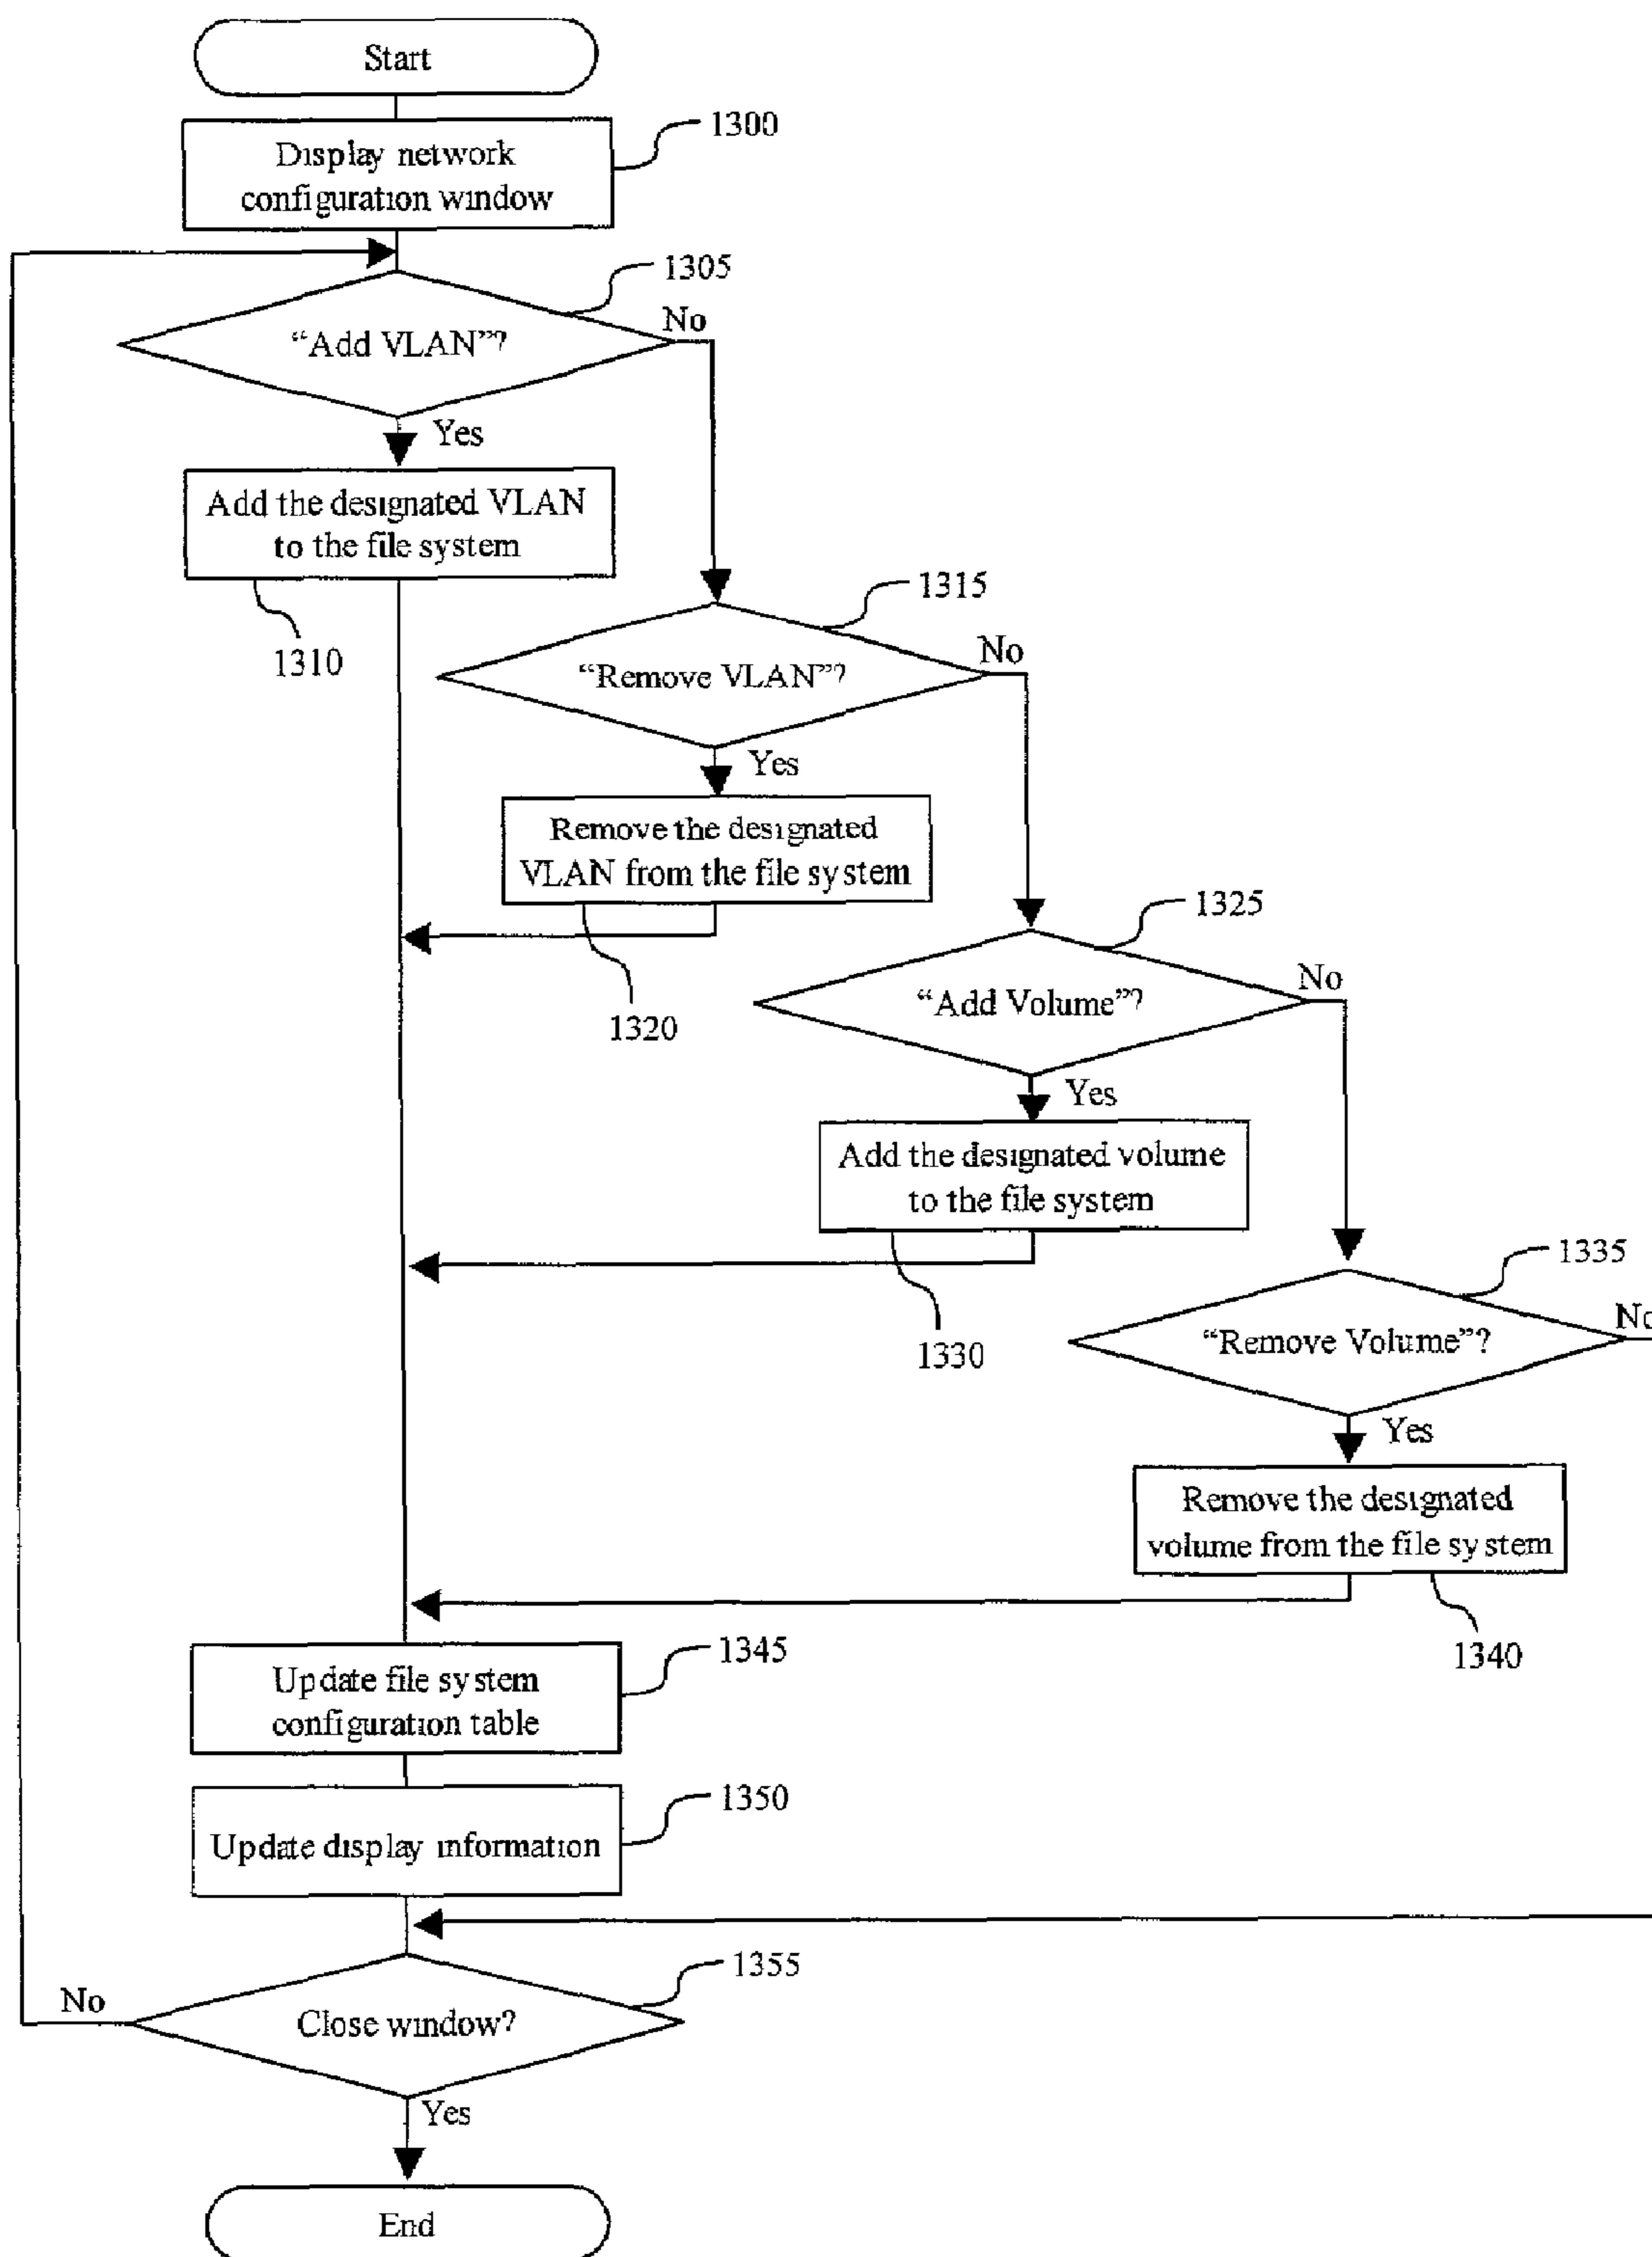 Start
1300
Display network
configuration window
1305
"Add VLAN"?
No
Yes
Add the designated VLAN
to the file system
1310
1315
"Remove VLAN"?
No
Yes
Remove the designated
VLAN from the file system
1320
1325
"Add Volume"?
No
Yes
Add the designated volume
to the file system
1330
1335
"Remove Volume"?
No
Yes
Remove the designated
volume from the file system
1340
1345
Update file system
configuration table
1350
Update display information
1355
Close window?
No
Yes
End